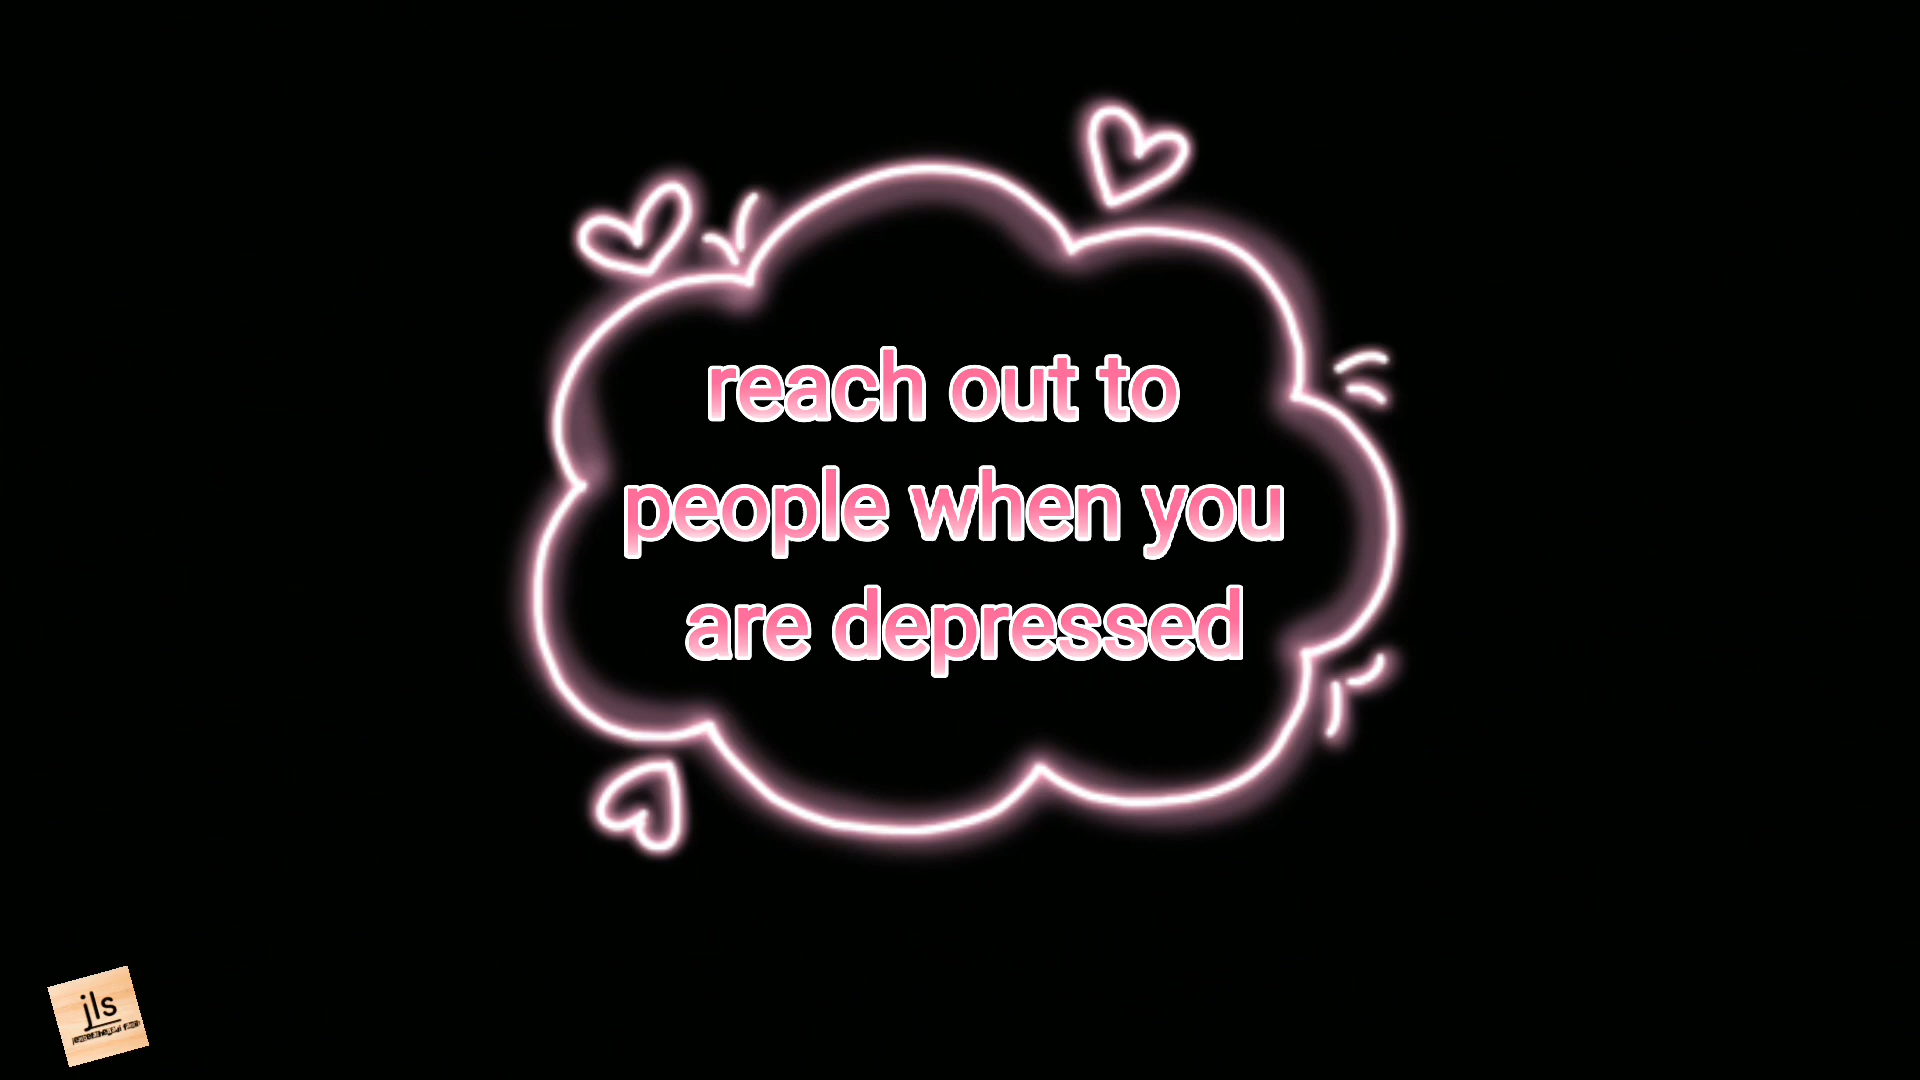 reach out to
people when you
are depressed
jls